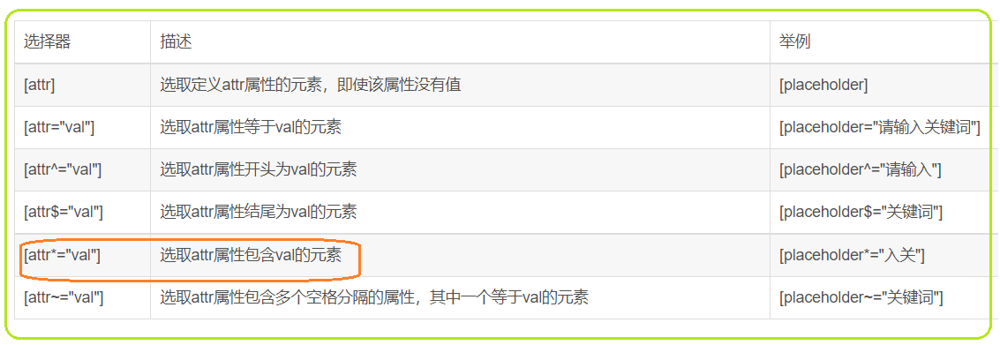 选择器 描述 举例
[attr] 选取定义attr属性的元素，即使该属性没有值 [placeholder]
[attr="val"] 选取attr属性等于val的元素 [placeholder="请输入关键词"]
[attr^="val"] 选取attr属性开头为val的元素 [placeholder^="请输入"]
[attr$="val"] 选取attr属性结尾为val的元素 [placeholder$="关键词"]
[attr*="val"] 选取attr属性包含val的元素 [placeholder*="入关"]
[attr~="val"] 选取attr属性包含多个空格分隔的属性，其中一个等于val的元素 [placeholder~="关键词"]